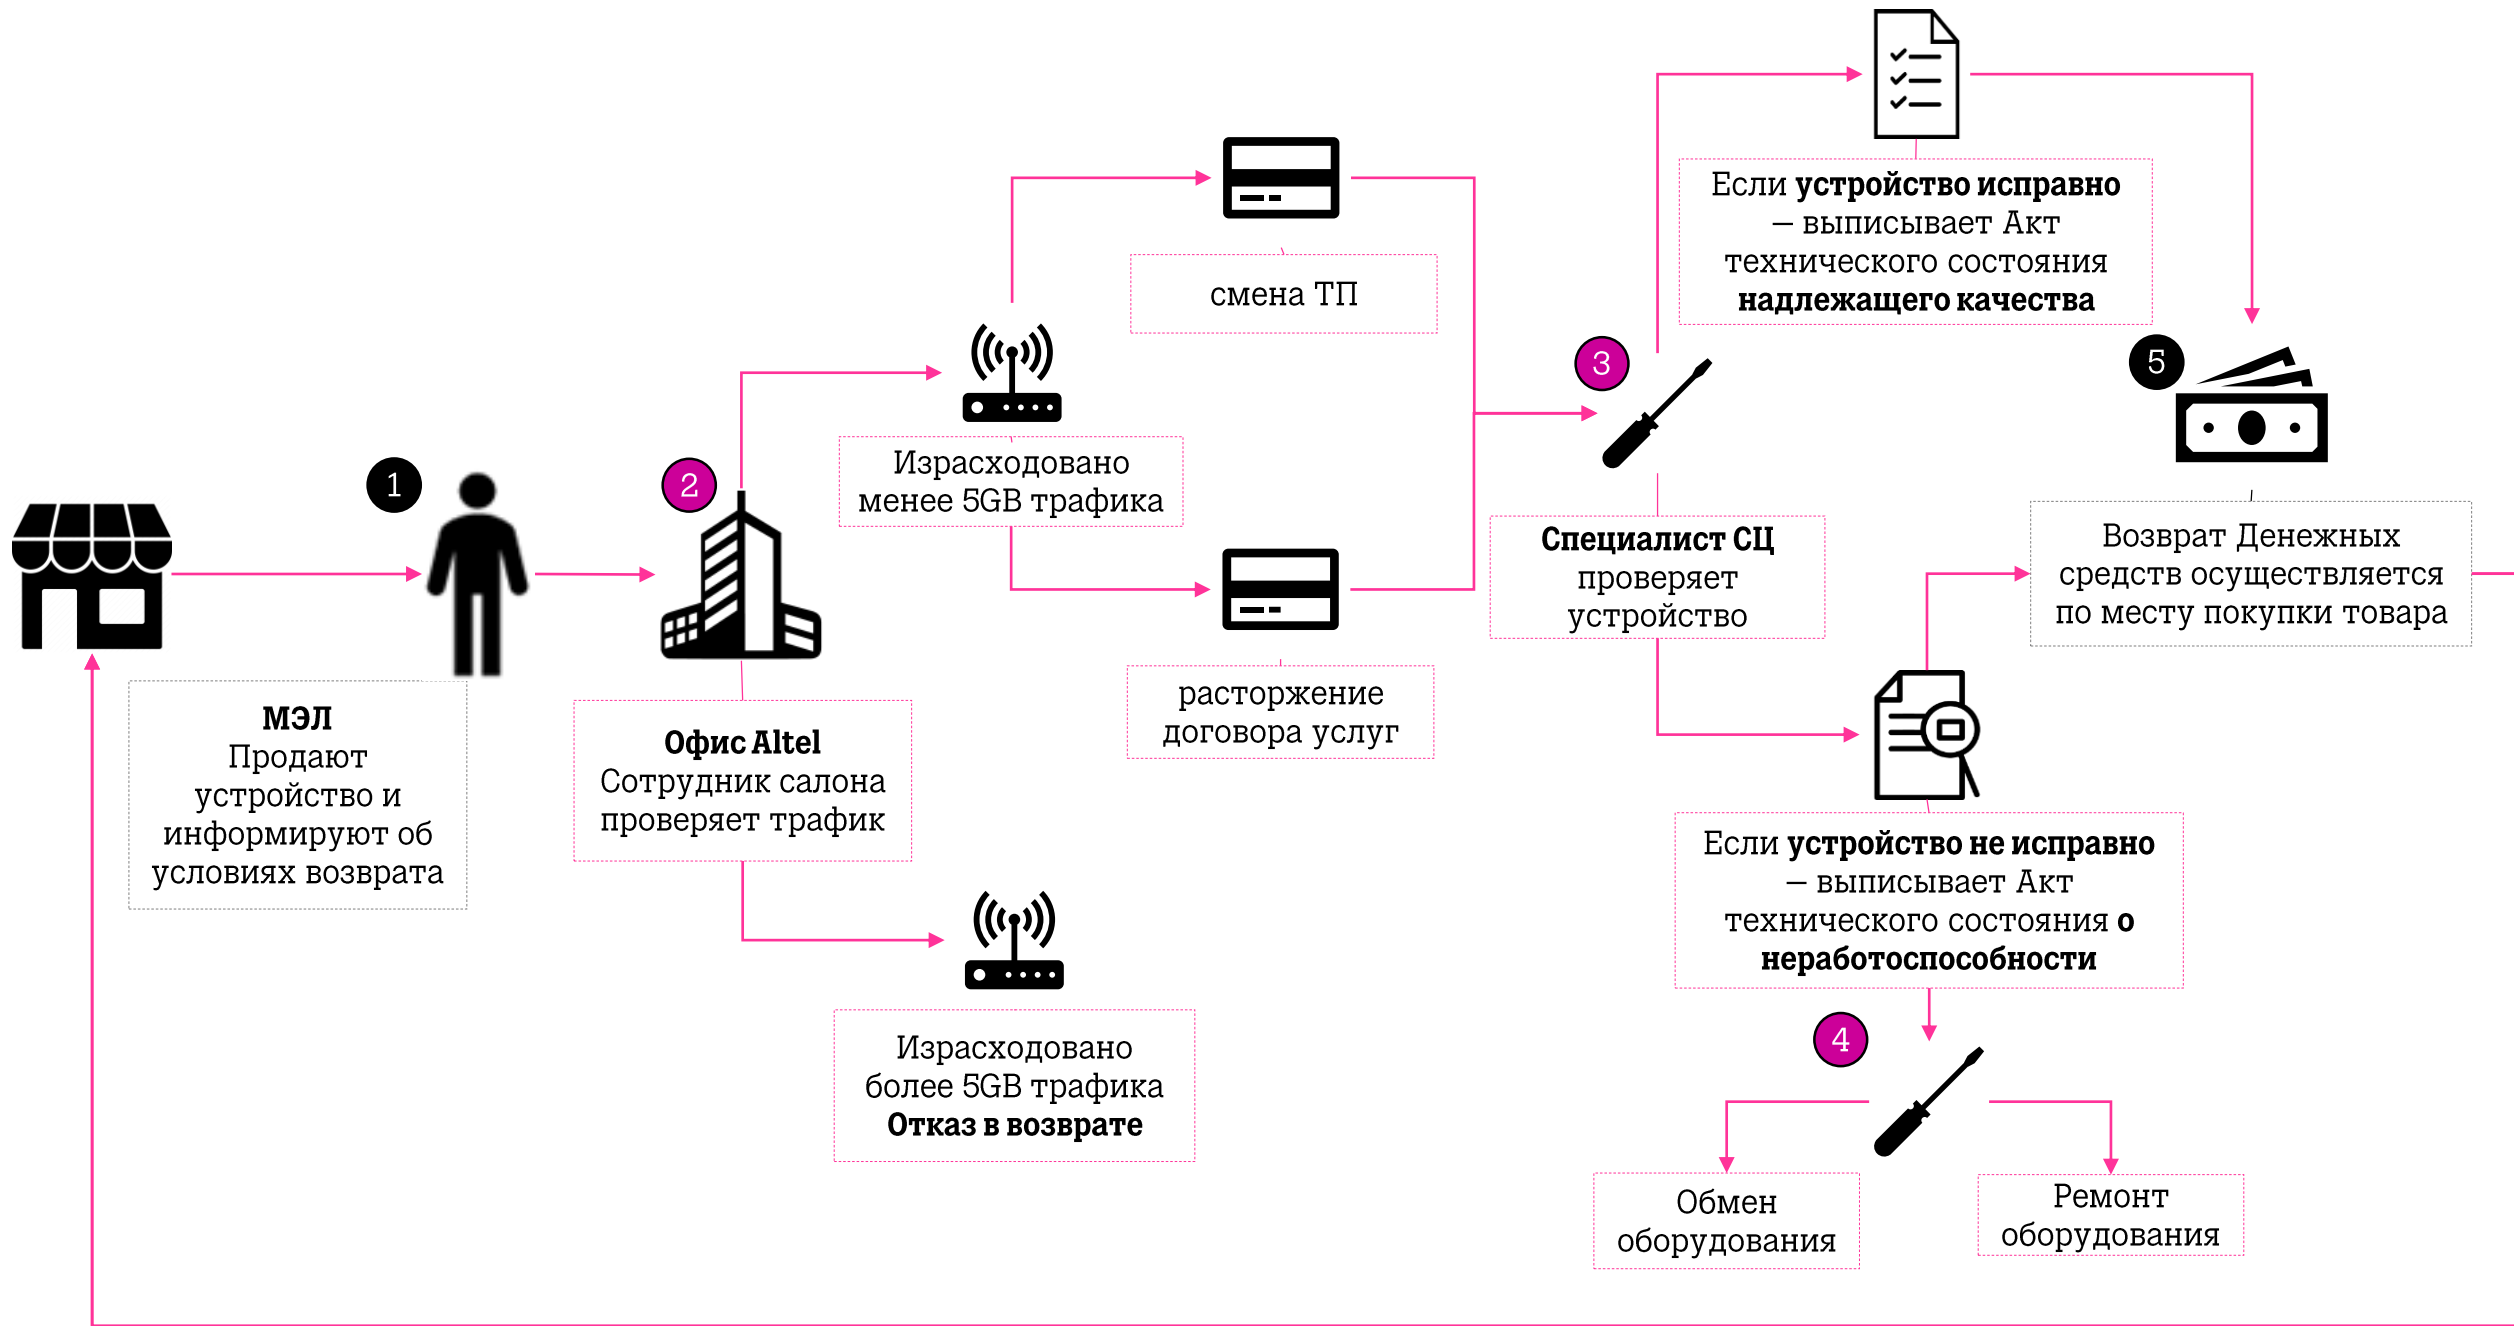 1
МЭЛ
Продают
устройство и
информируют об
условиях возврата
2
Офис Altel
Сотрудник салона
проверяет трафик
Израсходовано
менее 5GB трафика
Израсходовано
более 5GB трафика
Отказ в возврате
смена ТП
расторжение
договора услуг
3
Специалист СЦ
проверяет
устройство
Если устройство исправно
– выписывает Акт
технического состояния
надлежащего качества
Если устройство не исправно
– выписывает Акт
технического состояния о
неработоспособности
4
Обмен
оборудования
Ремонт
оборудования
5
Возврат Денежных
средств осуществляется
по месту покупки товара